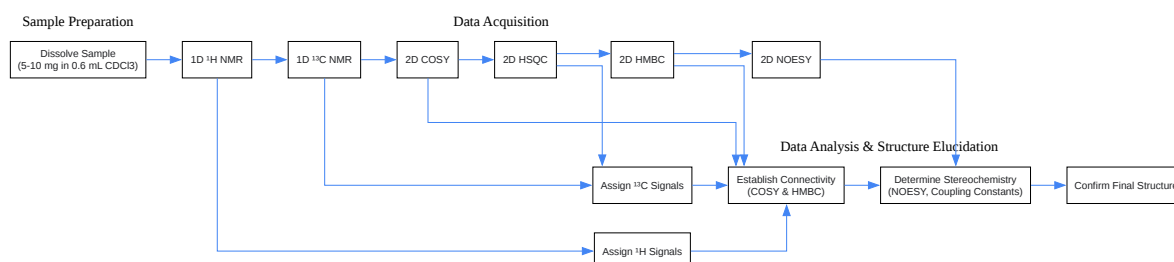 Sample Preparation
Data Acquisition
Dissolve Sample
(5-10 mg in 0.6 mL CDCl3)
1D ¹H NMR
1D ¹³C NMR
2D COSY
2D HSQC
2D HMBC
2D NOESY
Data Analysis & Structure Elucidation
Assign ¹³C Signals
Establish Connectivity
(COSY & HMBC)
Determine Stereochemistry
(NOESY, Coupling Constants)
Confirm Final Structure
Assign ¹H Signals